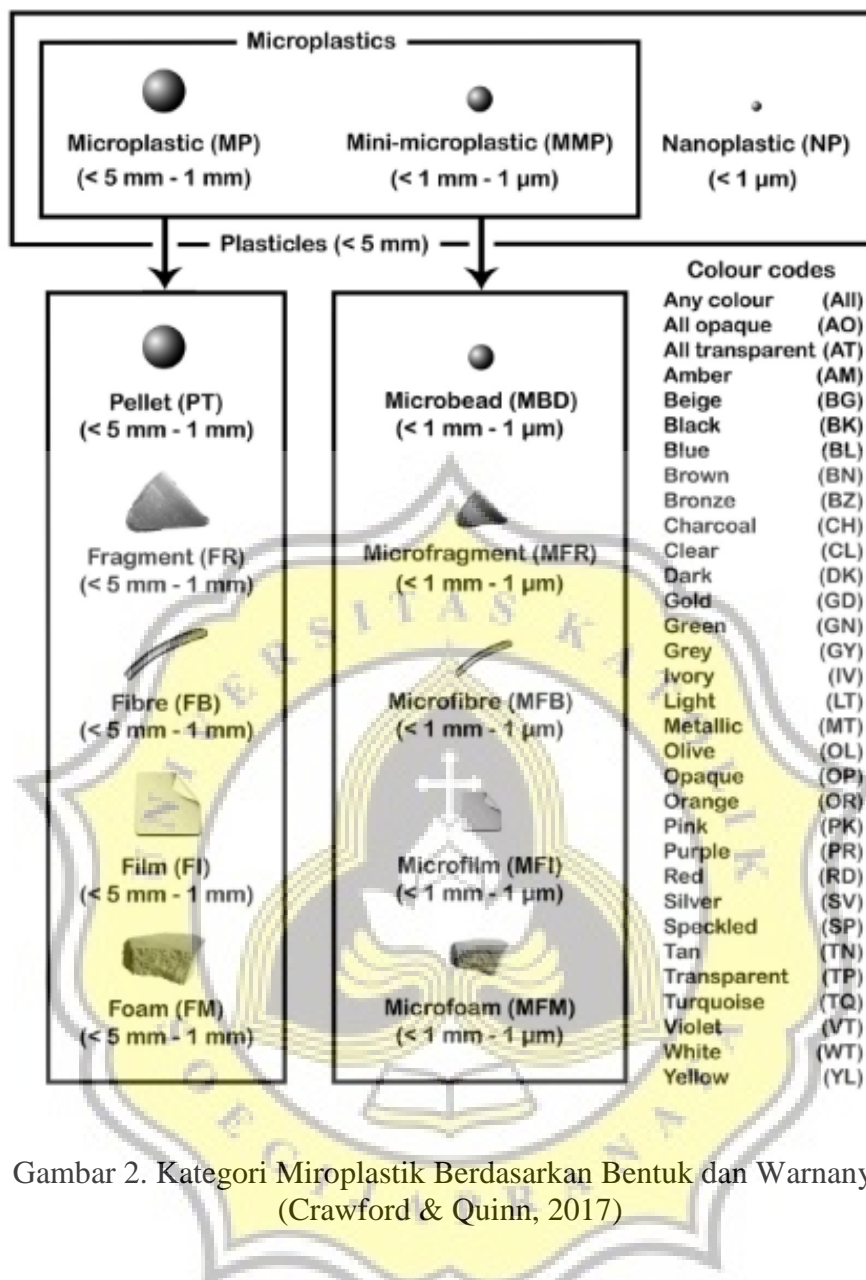 Microplastics
Microplastic (MP)
(< 5 mm - 1 mm)
Mini-microplastic (MMP)
(< 1 mm - 1 µm)
Nanoplastic (NP)
(< 1 µm)
Plasticles (< 5 mm)
Pellet (PT)
(< 5 mm - 1 mm)
Fragment (FR)
(< 5 mm - 1 mm)
Fibre (FB)
(< 5 mm - 1 mm)
Film (FI)
(< 5 mm - 1 mm)
Foam (FM)
(< 5 mm - 1 mm)
Microbead (MBD)
(< 1 mm - 1 µm)
Microfragment (MFR)
(< 1 mm - 1 µm)
Microfibre (MFB)
(< 1 mm - 1 µm)
Microfilm (MFI)
(< 1 mm - 1 µm)
Microfoam (MFM)
(< 1 mm - 1 µm)
Colour codes
Any colour (All)
All opaque (AO)
All transparent (AT)
Amber (AM)
Beige (BG)
Black (BK)
Blue (BL)
Brown (BN)
Bronze (BZ)
Charcoal (CH)
Clear (CL)
Dark (DK)
Gold (GD)
Green (GN)
Grey (GY)
Ivory (IV)
Light (LT)
Metallic (MT)
Olive (OL)
Opaque (OP)
Orange (OR)
Pink (PK)
Purple (PR)
Red (RD)
Silver (SV)
Speckled (SP)
Tan (TN)
Transparent (TP)
Turquoise (TQ)
Violet (VT)
White (WT)
Yellow (YL)
UNIVERSITAS KATOLIK
SOEGIJAPRANATA
Gambar 2. Kategori Miroplastik Berdasarkan Bentuk dan Warnany
(Crawford & Quinn, 2017)